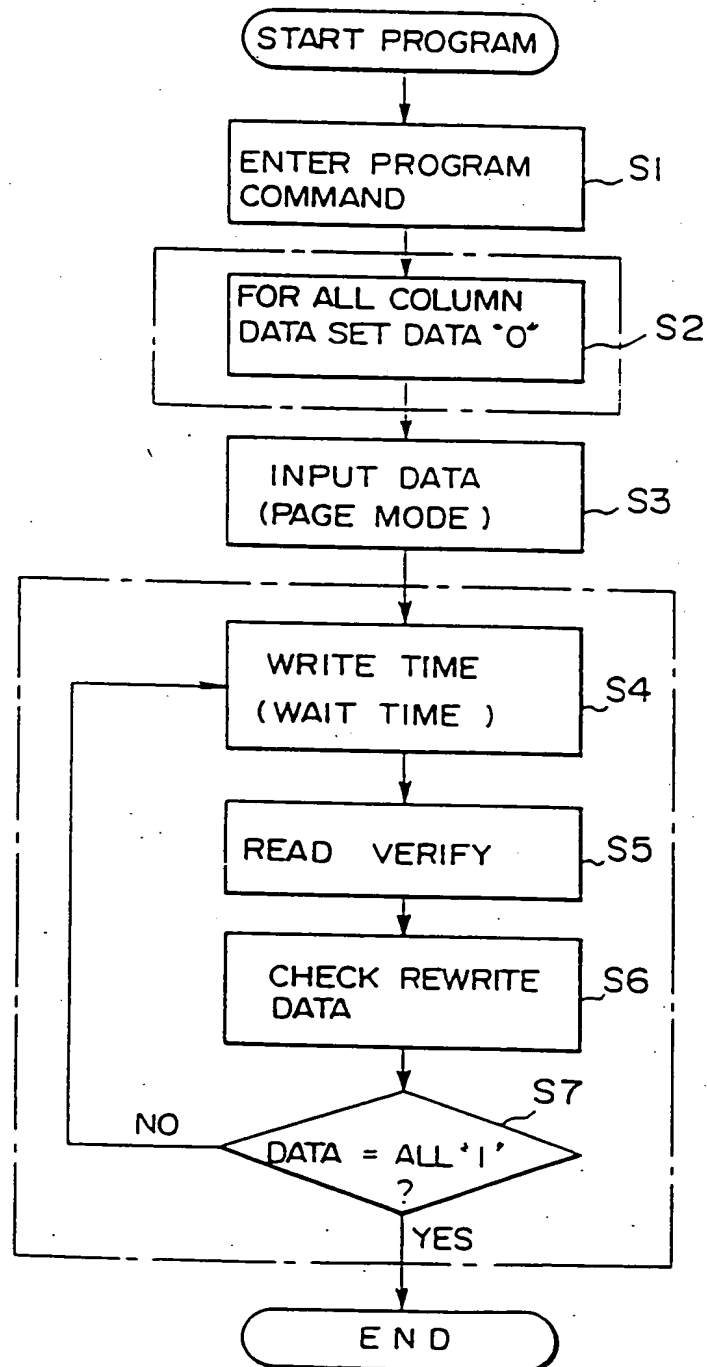 START PROGRAM
ENTER PROGRAM
COMMAND
S1
FOR ALL COLUMN
DATA SET DATA "0"
S2
INPUT DATA
(PAGE MODE)
S3
WRITE TIME
(WAIT TIME)
S4
READ VERIFY
S5
CHECK REWRITE
DATA
S6
S7
NO
DATA = ALL "1"
?
YES
END